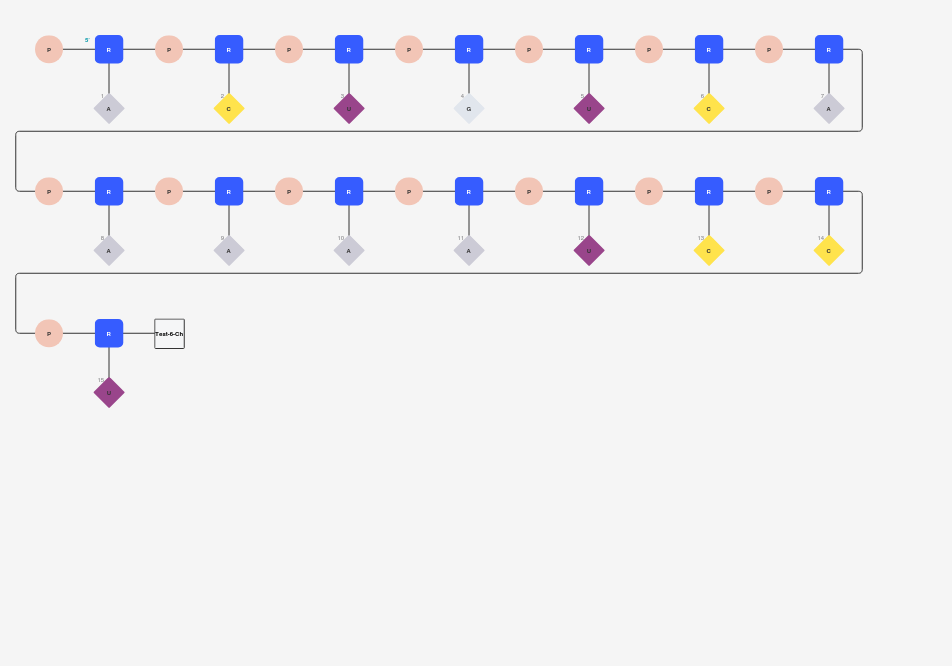 5'
P R P R P R P R P R P R P R
1 2 3 4 5 6 7
A C U G U C A
P R P R P R P R P R P R P R
8 9 10 11 12 13 14
A A A A U C C
P R Test-6-Ch
15
U